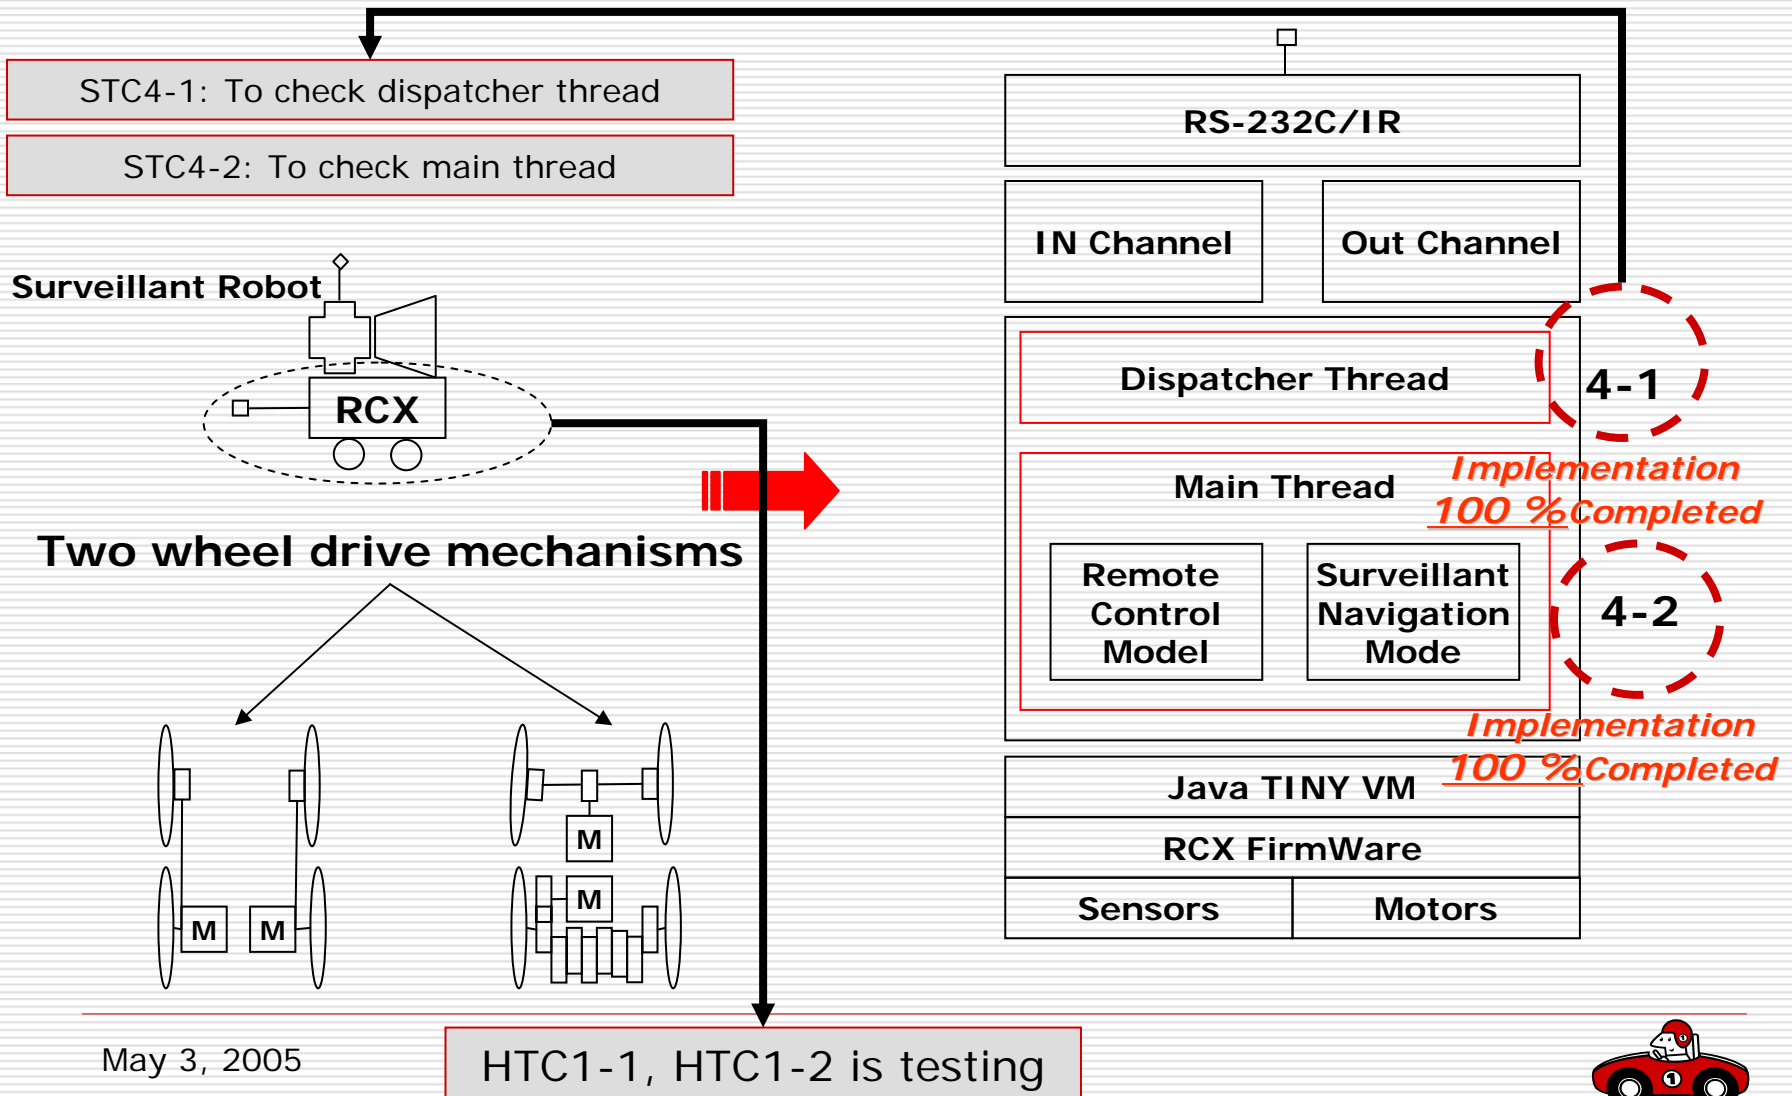 STC4-1: To check dispatcher thread
STC4-2: To check main thread
Surveillant Robot
RCX
Two wheel drive mechanisms
M
M
M
M
RS-232C/IR
IN Channel
Out Channel
Dispatcher Thread
4-1
Implementation
100 % Completed
Main Thread
Remote
Control
Model
Surveillant
Navigation
Mode
4-2
Implementation
100 % Completed
Java TINY VM
RCX FirmWare
Sensors
Motors
May 3, 2005
HTC1-1, HTC1-2 is testing
1
1